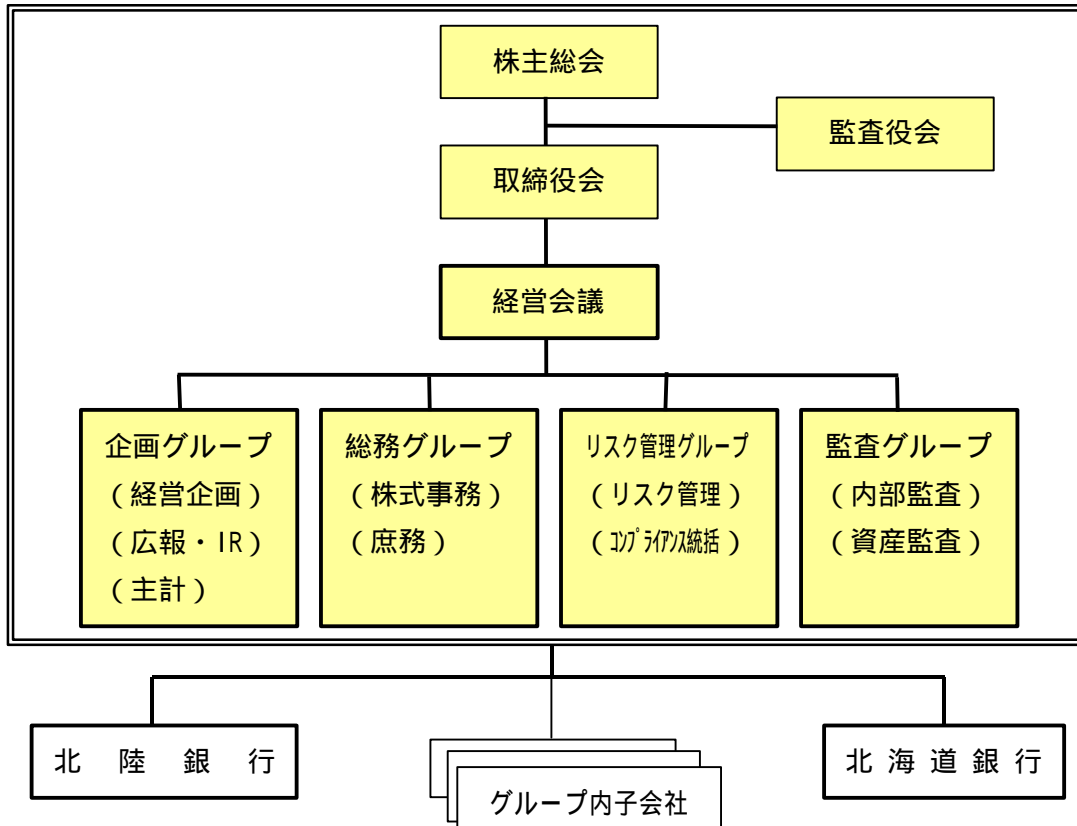 株主総会
監査役会
取締役会
経営会議
企画グループ
(経営企画)
(広報・IR)
(主計)
総務グループ
(株式事務)
(庶務)
リスク管理グループ
(リスク管理)
(コンプライアンス統括)
監査グループ
(内部監査)
(資産監査)
北陸銀行
グループ内子会社
北海道銀行